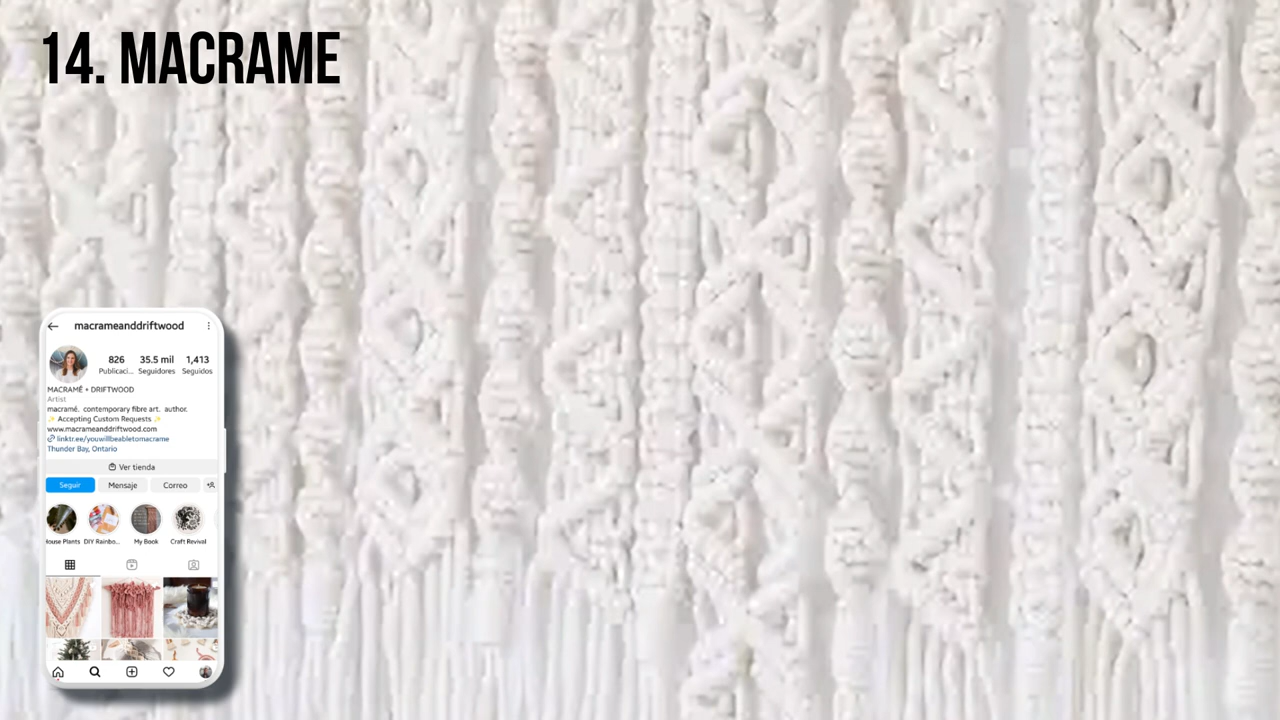 14. MACRAME
macrameanddriftwood
826 35.5 mil 1,413
Publicaci... Seguidores Seguidos
MACRAMÉ + DRIFTWOOD
Artist
macramé. contemporary fibre art. author.
✨ Accepting Custom Requests ✨
www.macrameanddriftwood.com
linktr.ee/youwillbeabletomacrame
Thunder Bay, Ontario
Ver tienda
Seguir Mensaje Correo
House Plants DIY Rainbo... My Book Craft Revival